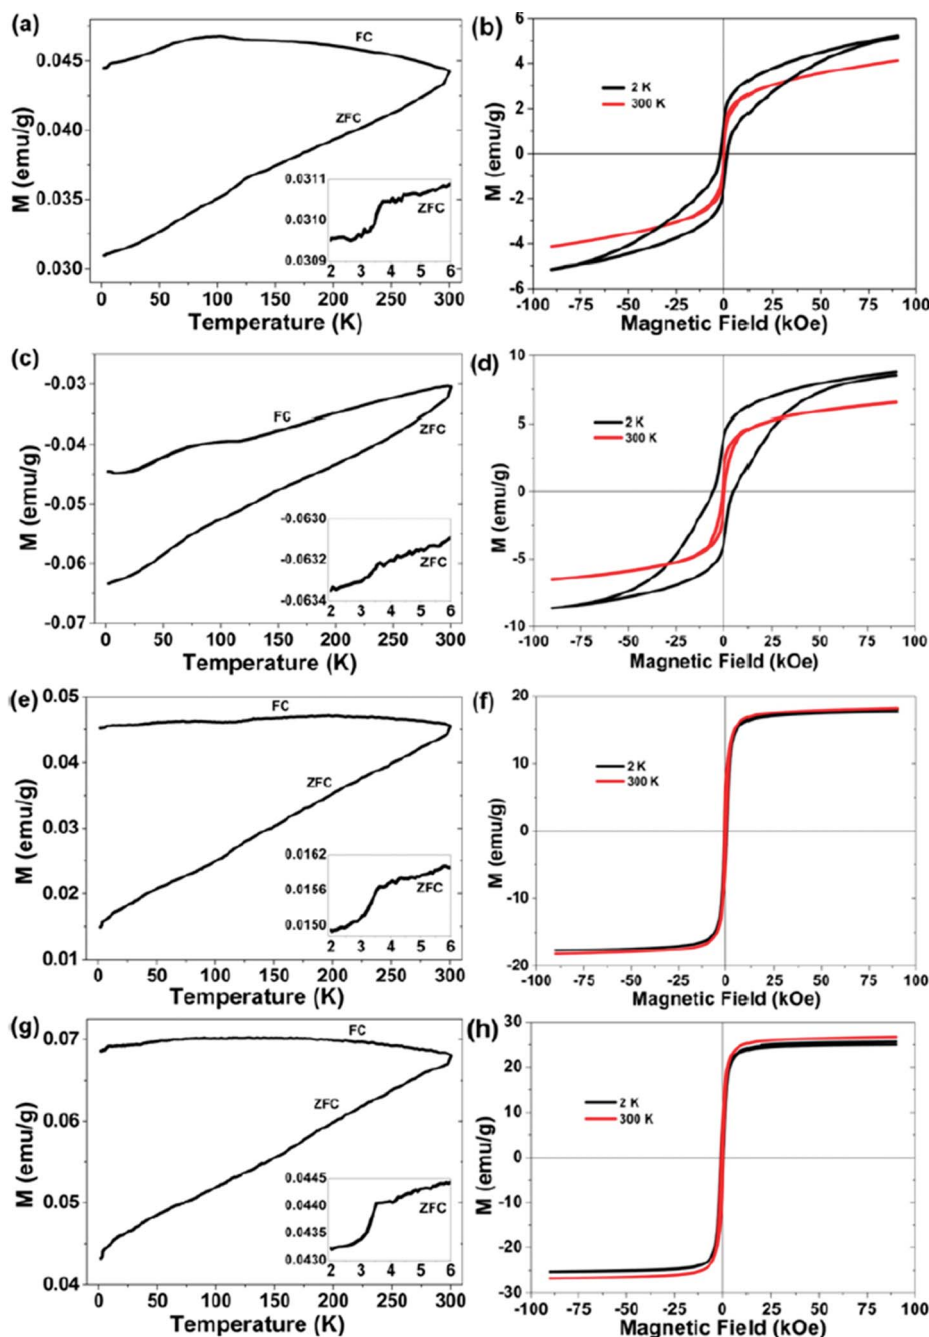 (a)
0.045
0.040
0.035
0.030
M (emu/g)
FC
ZFC
0.0311
0.0310
0.0309
ZFC
2 3 4 5 6
0 50 100 150 200 250 300
Temperature (K)
(b)
6
4
2
0
-2
-4
-6
M (emu/g)
2 K
300 K
-100 -75 -50 -25 0 25 50 75 100
Magnetic Field (kOe)
(c)
-0.03
-0.04
-0.05
-0.06
-0.07
M (emu/g)
FC
ZFC
-0.0630
-0.0632
-0.0634
ZFC
2 3 4 5 6
0 50 100 150 200 250 300
Temperature (K)
(d)
10
5
0
-5
-10
M (emu/g)
2 K
300 K
-100 -75 -50 -25 0 25 50 75 100
Magnetic Field (kOe)
(e)
0.05
0.04
0.03
0.02
0.01
M (emu/g)
FC
ZFC
0.0162
0.0156
0.0150
ZFC
2 3 4 5 6
0 50 100 150 200 250 300
Temperature (K)
(f)
20
10
0
-10
-20
M (emu/g)
2 K
300 K
-100 -75 -50 -25 0 25 50 75 100
Magnetic Field (kOe)
(g)
0.07
0.06
0.05
0.04
M (emu/g)
FC
ZFC
0.0445
0.0440
0.0435
0.0430
ZFC
2 3 4 5 6
0 50 100 150 200 250 300
Temperature (K)
(h)
30
20
10
0
-10
-20
-30
M (emu/g)
2 K
300 K
-100 -75 -50 -25 0 25 50 75 100
Magnetic Field (kOe)